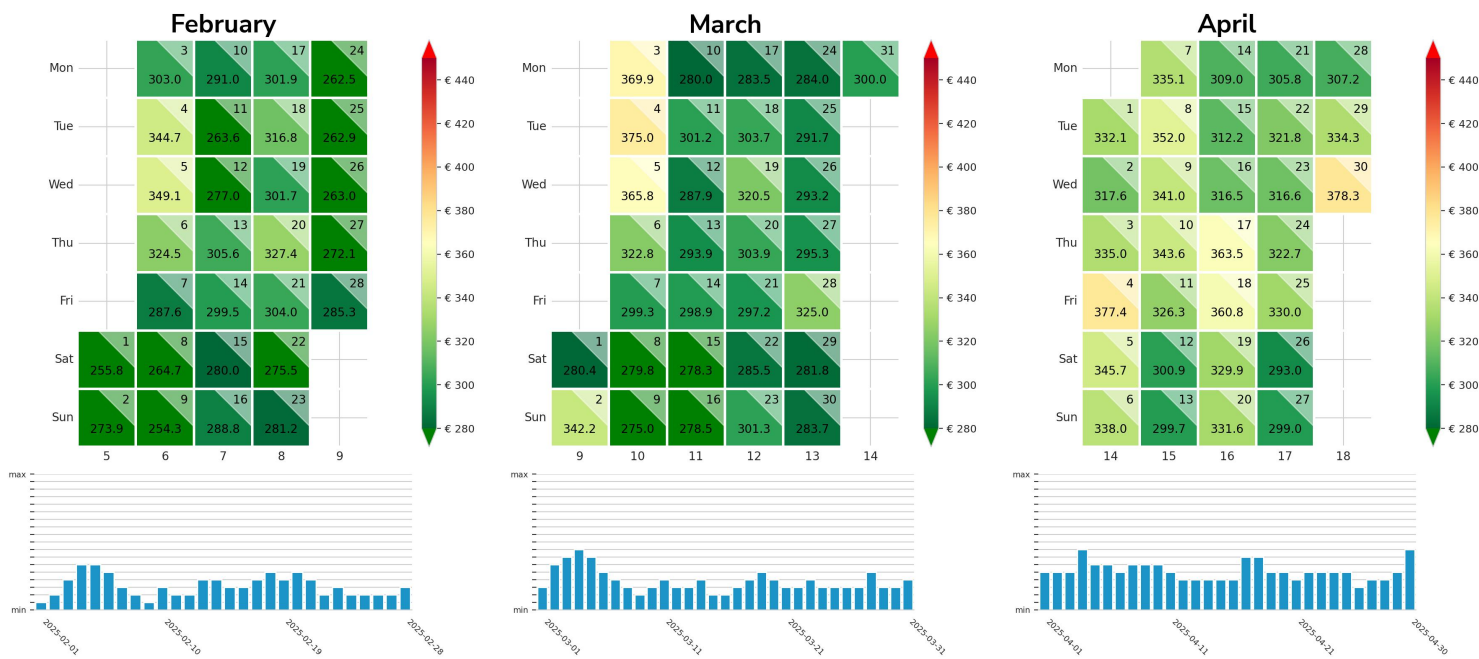 February
March
April
Mon 3 303.0 10 291.0 17 301.9 24 262.5
Tue 4 344.7 11 263.6 18 316.8 25 262.9
Wed 5 349.1 12 277.0 19 301.7 26 263.0
Thu 6 324.5 13 305.6 20 327.4 27 272.1
Fri 7 287.6 14 299.5 21 304.0 28 285.3
Sat 1 255.8 8 264.7 15 280.0 22 275.5
Sun 2 273.9 9 254.3 16 288.8 23 281.2
5 6 7 8 9
€ 440
€ 420
€ 400
€ 380
€ 360
€ 340
€ 320
€ 300
€ 280
Mon 3 369.9 10 280.0 17 283.5 24 284.0 31 300.0
Tue 4 375.0 11 301.2 18 303.7 25 291.7
Wed 5 365.8 12 287.9 19 320.5 26 293.2
Thu 6 322.8 13 293.9 20 303.9 27 295.3
Fri 7 299.3 14 298.9 21 297.2 28 325.0
Sat 1 280.4 8 279.8 15 278.3 22 285.5 29 281.8
Sun 2 342.2 9 275.0 16 278.5 23 301.3 30 283.7
9 10 11 12 13 14
€ 440
€ 420
€ 400
€ 380
€ 360
€ 340
€ 320
€ 300
€ 280
Mon 7 335.1 14 309.0 21 305.8 28 307.2
Tue 1 332.1 8 352.0 15 312.2 22 321.8 29 334.3
Wed 2 317.6 9 341.0 16 316.5 23 316.6 30 378.3
Thu 3 335.0 10 343.6 17 363.5 24 322.7
Fri 4 377.4 11 326.3 18 360.8 25 330.0
Sat 5 345.7 12 300.9 19 329.9 26 293.0
Sun 6 338.0 13 299.7 20 331.6 27 299.0
14 15 16 17 18
€ 440
€ 420
€ 400
€ 380
€ 360
€ 340
€ 320
€ 300
€ 280
max
min
2025-02-01 2025-02-10 2025-02-19 2025-02-28
max
min
2025-03-01 2025-03-11 2025-03-21 2025-03-31
max
min
2025-04-01 2025-04-11 2025-04-21 2025-04-30